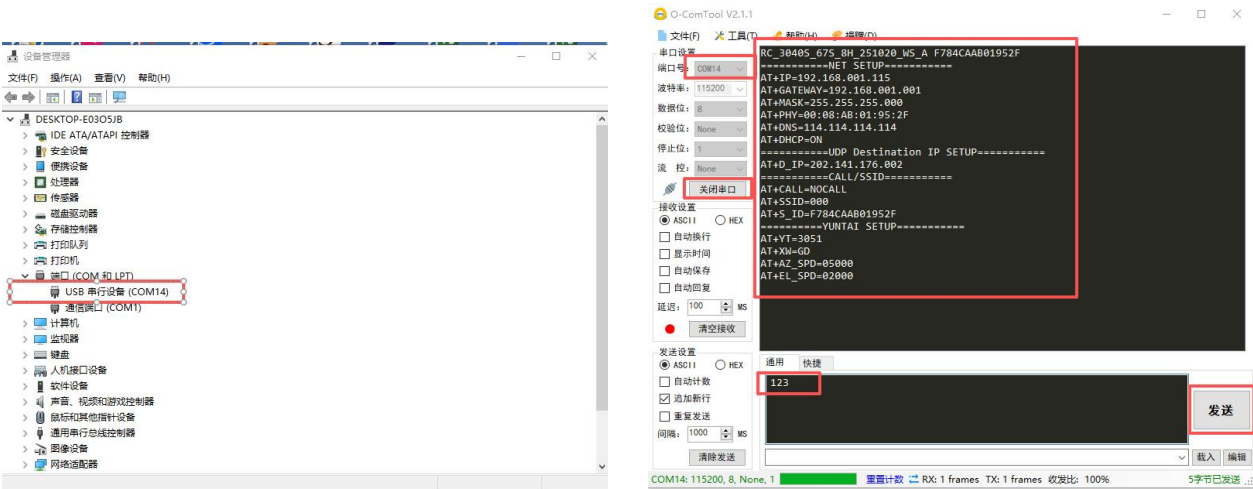 设备管理器
文件(F) 操作(A) 查看(V) 帮助(H)
DESKTOP-E03O5JB
IDE ATA/ATAPI 控制器
安全设备
便携设备
处理器
传感器
磁盘驱动器
存储控制器
打印队列
打印机
端口 (COM 和 LPT)
USB 串行设备 (COM14)
通信端口 (COM1)
计算机
监视器
键盘
人机接口设备
软件设备
声音、视频和游戏控制器
鼠标和其他指针设备
通用串行总线控制器
图像设备
网络适配器
O-ComTool V2.1.1
文件(F) 工具(T) 帮助(H) 捐赠(D)
串口设置
端口号: COM14
波特率: 115200
数据位: 8
校验位: None
停止位: 1
流 控: None
关闭串口
接收设置
ASCII HEX
自动换行
显示时间
自动保存
自动回复
延迟: 100 MS
清空接收
RC_3040S_67S_8H_251020_WS_A F784CAAB01952F
===========NET SETUP===========
AT+IP=192.168.001.115
AT+GATEWAY=192.168.001.001
AT+MASK=255.255.255.000
AT+PHY=00:08:AB:01:95:2F
AT+DNS=114.114.114.114
AT+DHCP=ON
===========UDP Destination IP SETUP===========
AT+D_IP=202.141.176.002
===========CALL/SSID===========
AT+CALL=NOCALL
AT+SSID=000
AT+S_ID=F784CAAB01952F
==========YUNTAI SETUP===========
AT+YT=3051
AT+XW=GD
AT+AZ_SPD=05000
AT+EL_SPD=02000
发送设置
ASCII HEX
自动计数
追加新行
重复发送
间隔: 1000 MS
清除发送
通用 快捷
123
发送
载入 编辑
COM14: 115200, 8, None, 1 重置计数 RX: 1 frames TX: 1 frames 收发比: 100% 5字节已发送